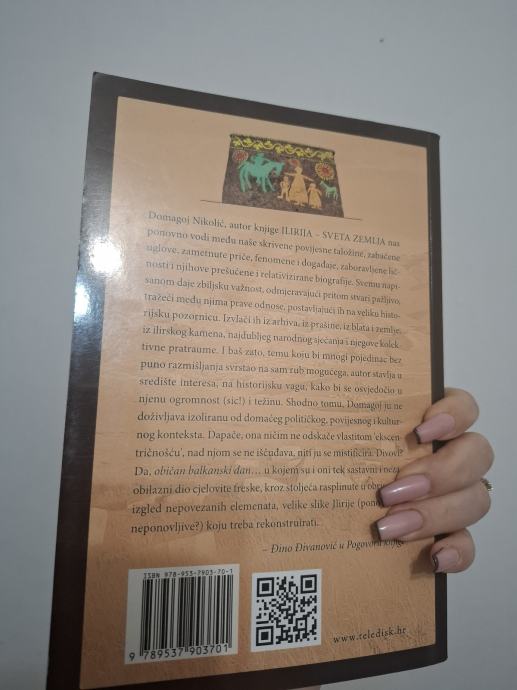 Domagoj Nikolić, autor knjige ILIRIJA – SVETA ZEMLJA nas
ponovno vodi među naše skrivene povijesne taložine, zabačene
uglove, zametnute priče, fenomene i događaje, zaboravljene lič-
nosti i njihove prešućene i relativizirane biografije. Svemu napi-
sanom daje zbiljsku važnost, odmjeravajući pritom stvari pažljivo,
tražeći među njima prave odnose, postavljajući ih na veliku histo-
rijsku pozornicu. Izvlači ih iz arhiva, iz prašine, iz blata i zemlje,
iz ilirskog kamena, najdubljeg narodnog sjećanja i njegove kolek-
tivne pratraume. I baš zato, temu koju bi mnogi pojedinac bez
puno razmišljanja svrstao na sam rub mogućega, autor stavlja u
središte interesa, na historijsku vagu, kako bi se osvjedočio u
njenu ogromnost (sic!) i težinu. Shodno tomu, Domagoj ju ne
doživljava izoliranu od domaćeg političkog, povijesnog i kultur-
nog konteksta. Dapače, ona ničim ne odskače vlastitom 'ekscen-
tričnošću', nad njom se ne iščuđava, niti ju se mistificira. Divovi?
Da, običan balkanski dan… u kojem su i oni tek sastavni i neza-
obilazni dio cjelovite freske, kroz stoljeća rasplinute u
izgled nepovezanih elemenata, velike slike Ilirije
neponovljive?) koju treba rekonstruirati.
– Dino Đivanović u Pogovoru knjige
ISBN 978-953-7903-70-1
9 789537 903701
www.teledisk.hr